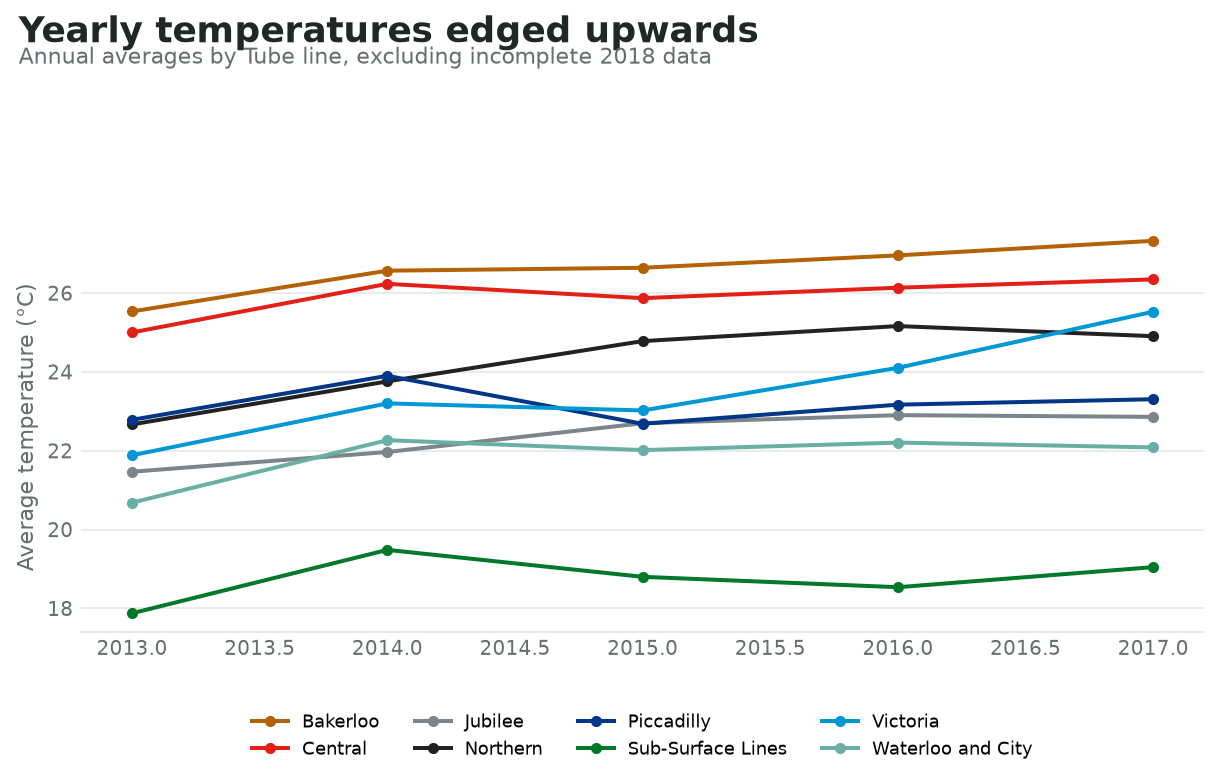 Yearly temperatures edged upwards
Annual averages by Tube line, excluding incomplete 2018 data
Average temperature (°C)
26
24
22
20
18
2013.0 2013.5 2014.0 2014.5 2015.0 2015.5 2016.0 2016.5 2017.0
Bakerloo Jubilee Piccadilly Victoria
Central Northern Sub-Surface Lines Waterloo and City